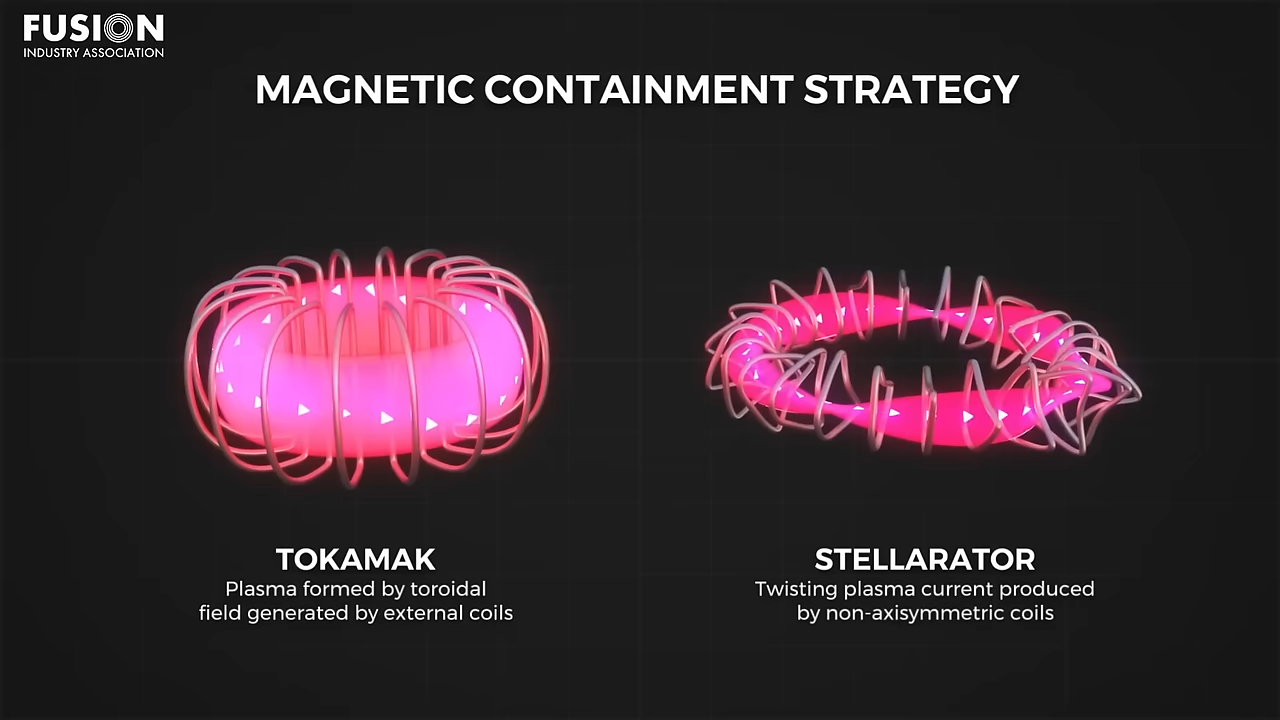 FUSION
INDUSTRY ASSOCIATION
MAGNETIC CONTAINMENT STRATEGY
TOKAMAK
Plasma formed by toroidal
field generated by external coils
STELLARATOR
Twisting plasma current produced
by non-axisymmetric coils